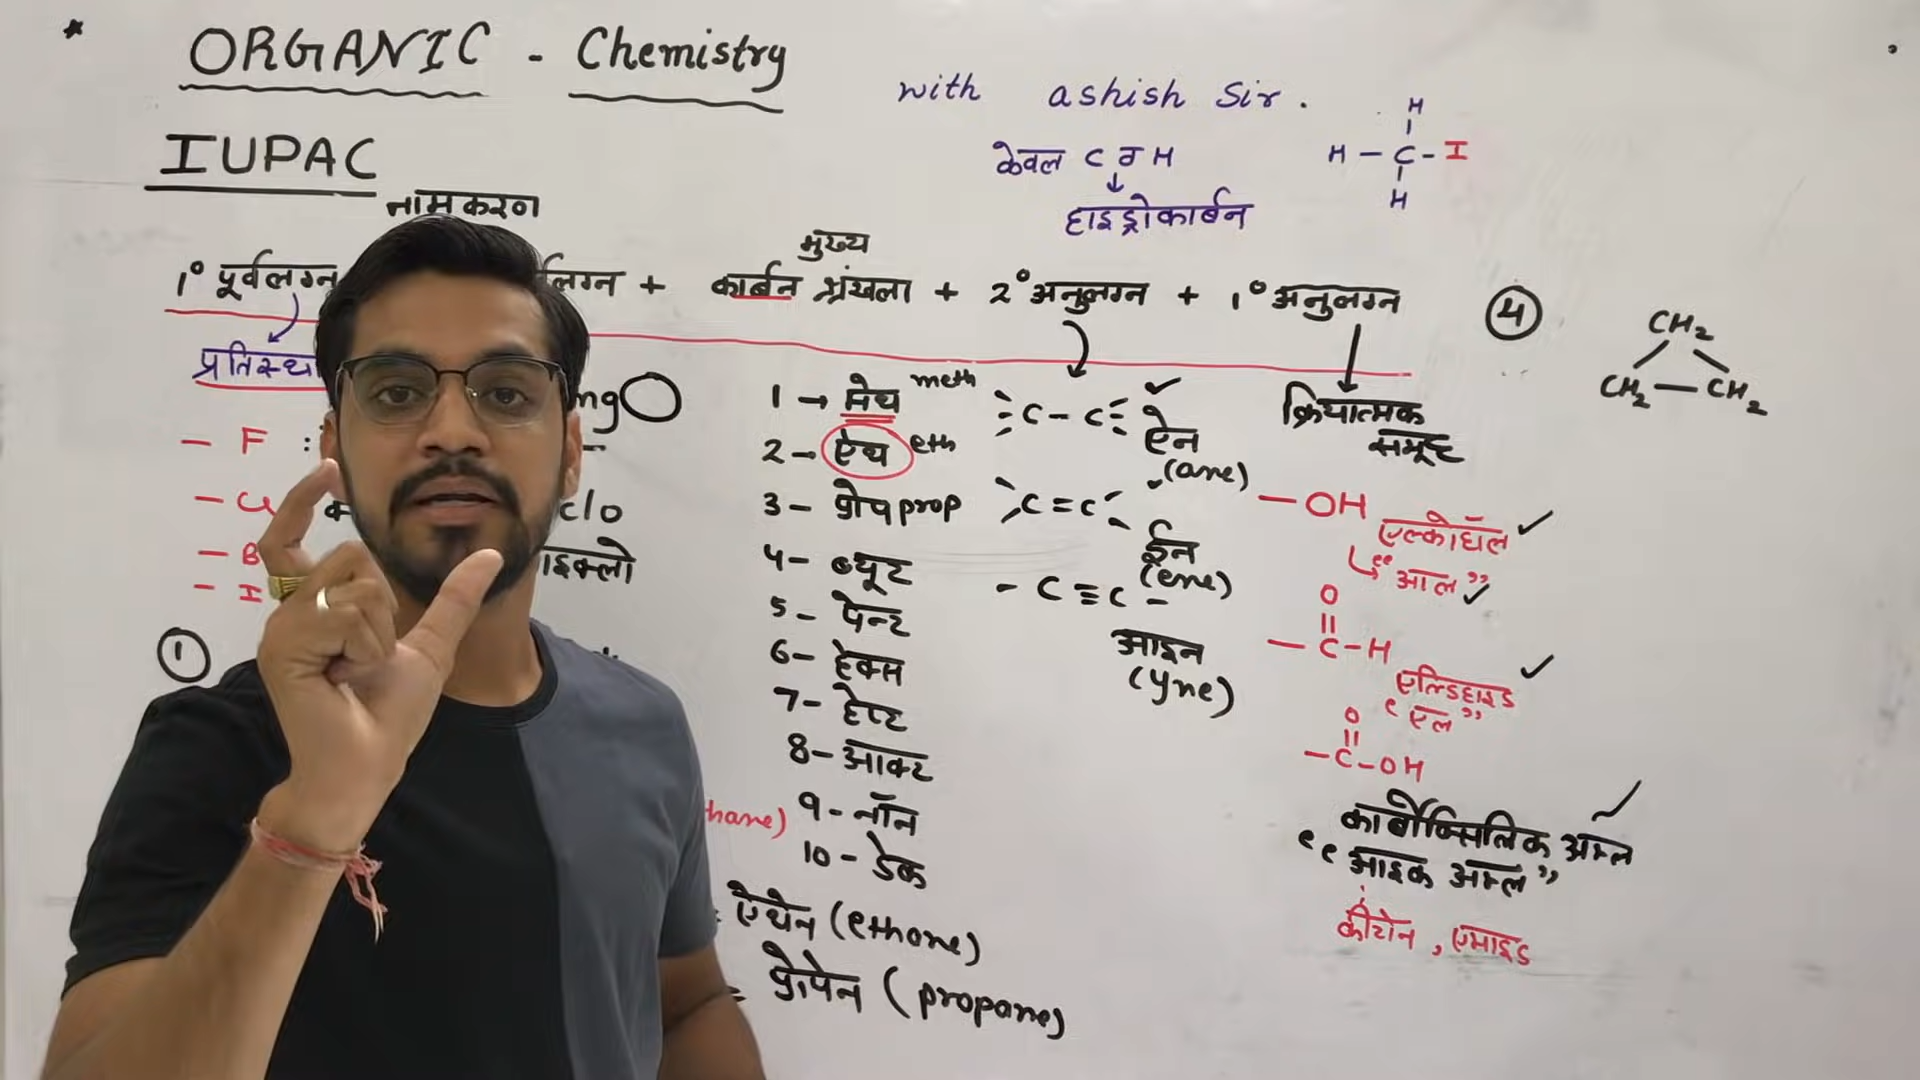 ORGANIC - Chemistry
with ashish Sir.
IUPAC
नामकरण
केवल C व H
↓
हाइड्रोकार्बन
H
H - C - I
H
मुख्य
1° पूर्वलग्न लग्न + कार्बन श्रंखला + 2° अनुलग्न + 1° अनुलग्न
प्रतिस्था
ng
- F :
- Cl
clo
- B
- I
इक्लो
1 → मेथ meth
2 - ऐथ eth
3 - प्रोप prop
4 - ब्यूट
5 - पेन्ट
6 - हेक्स
7 - हेप्ट
8 - आक्ट
9 - नॉन
10 - डेक
C - C ऐन
(ane)
C = C ईन
(ene)
- C ≡ C -
आइन
(yne)
क्रियात्मक
समूह
- OH
एल्कोहॉल
"आल"
O
- C - H
एल्डिहाइड
"एल"
O
- C - OH
कार्बोक्सिलिक अम्ल
"आइक अम्ल"
कीटोन, एमाइड
④
CH2
CH2 - CH2
①
hane)
ऐथेन (ethane)
= प्रोपेन (propane)